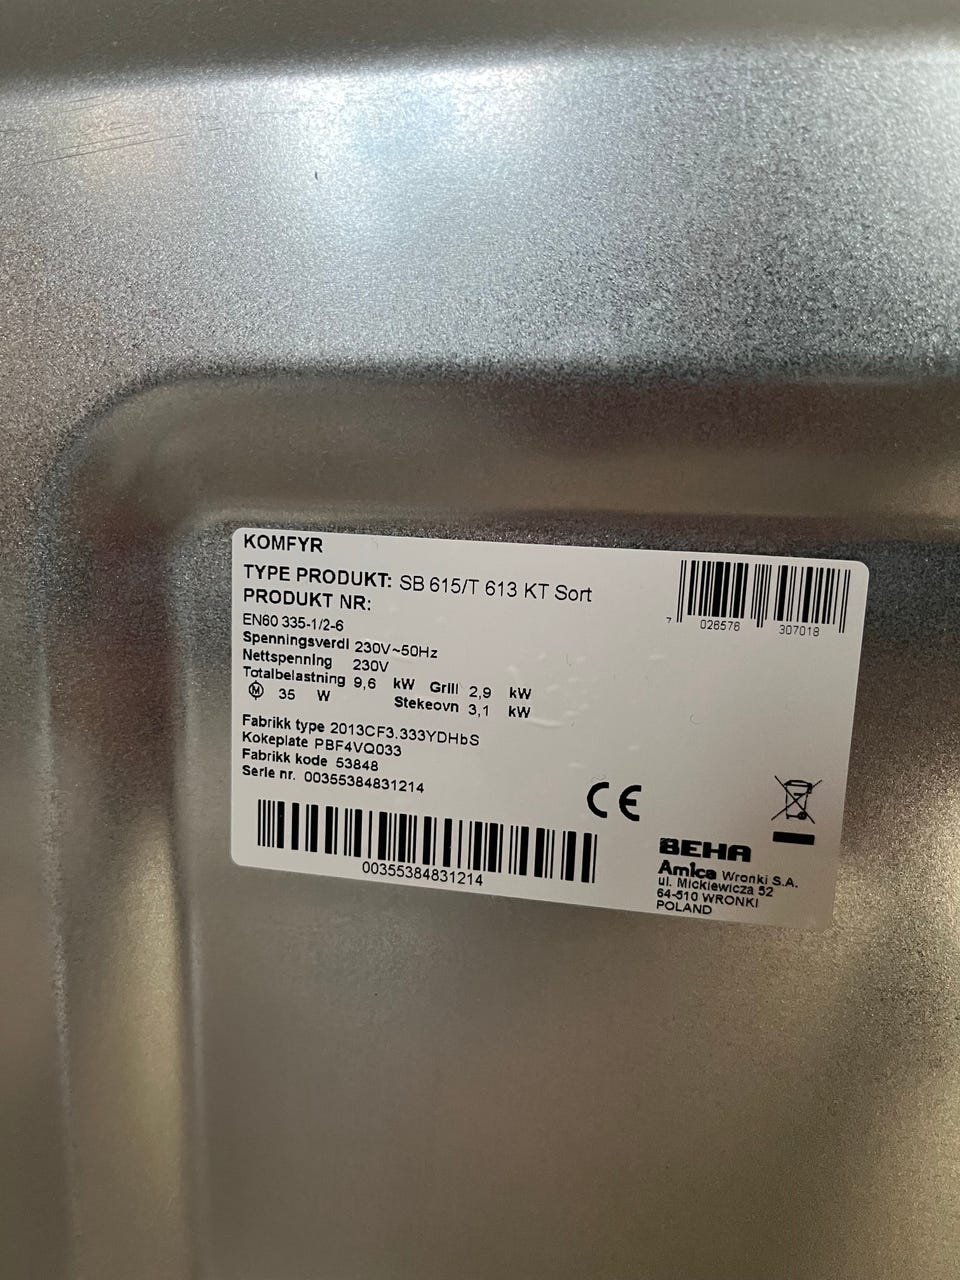 KOMFYR
TYPE PRODUKT: SB 615/T 613 KT Sort
PRODUKT NR:
EN60 335-1/2-6
Spenningsverdi 230V~50Hz
Nettspenning 230V
Totalbelastning 9,6 kW Grill 2,9 kW
M 35 W Stekeovn 3,1 kW
Fabrikk type 2013CF3.333YDHbS
Kokeplate PBF4VQ033
Fabrikk kode 53848
Serie nr. 00355384831214
00355384831214
7 026576 307018
CE
BEHA
Amica Wronki S.A.
ul. Mickiewicza 52
64-510 WRONKI
POLAND